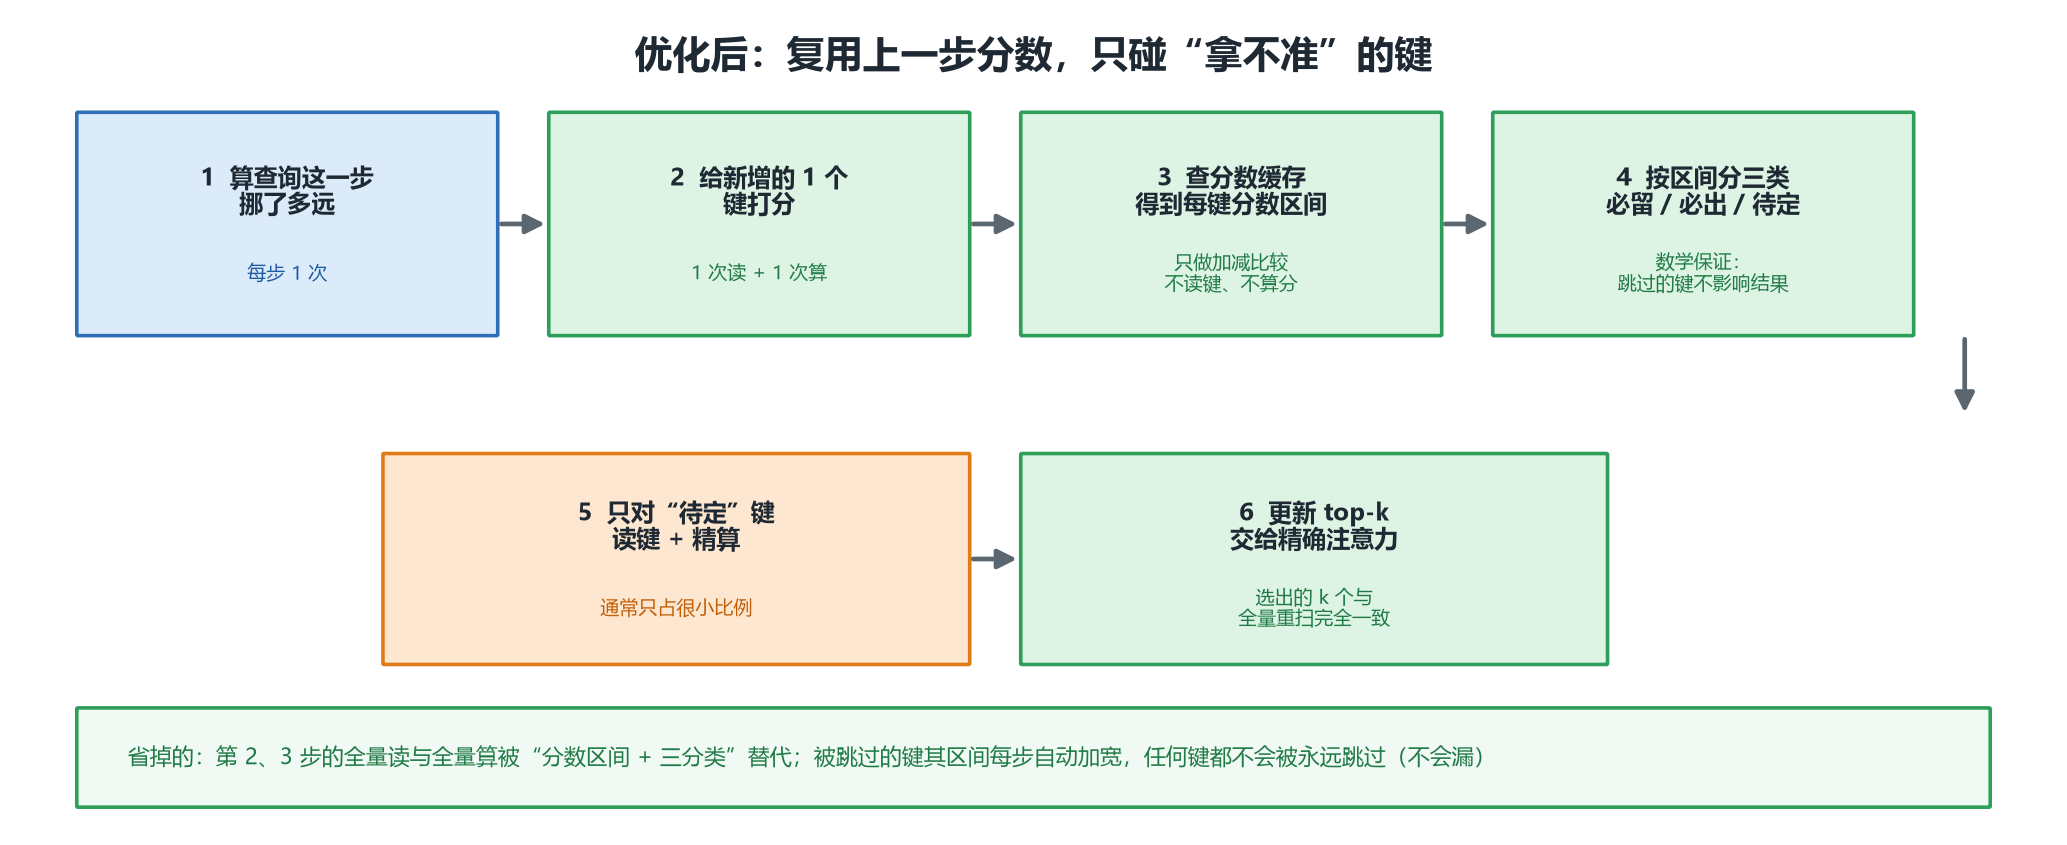 优化后：复用上一步分数，只碰“拿不准”的键
1 算查询这一步
挪了多远
每步 1 次
2 给新增的 1 个
键打分
1 次读 + 1 次算
3 查分数缓存
得到每键分数区间
只做加减比较
不读键、不算分
4 按区间分三类
必留 / 必出 / 待定
数学保证：
跳过的键不影响结果
5 只对“待定”键
读键 + 精算
通常只占很小比例
6 更新 top-k
交给精确注意力
选出的 k 个与
全量重扫完全一致
省掉的：第 2、3 步的全量读与全量算被“分数区间 + 三分类”替代；被跳过的键其区间每步自动加宽，任何键都不会被永远跳过（不会漏）